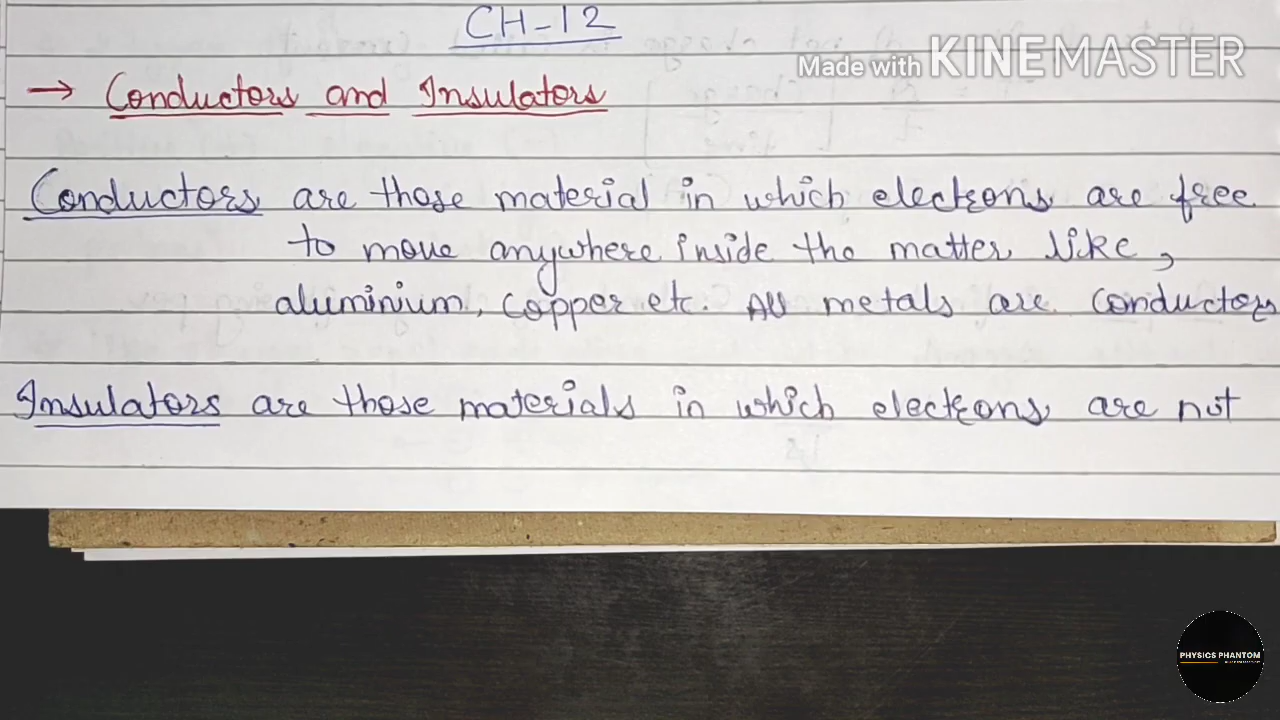 CH-12
Made with KINEMASTER
→ Conductors and Insulators
Conductors are those material in which electrons are free
to move anywhere inside the matter like,
aluminium, copper etc. All metals are conductors
Insulators are those materials in which electrons are not
PHYSICS PHANTOM